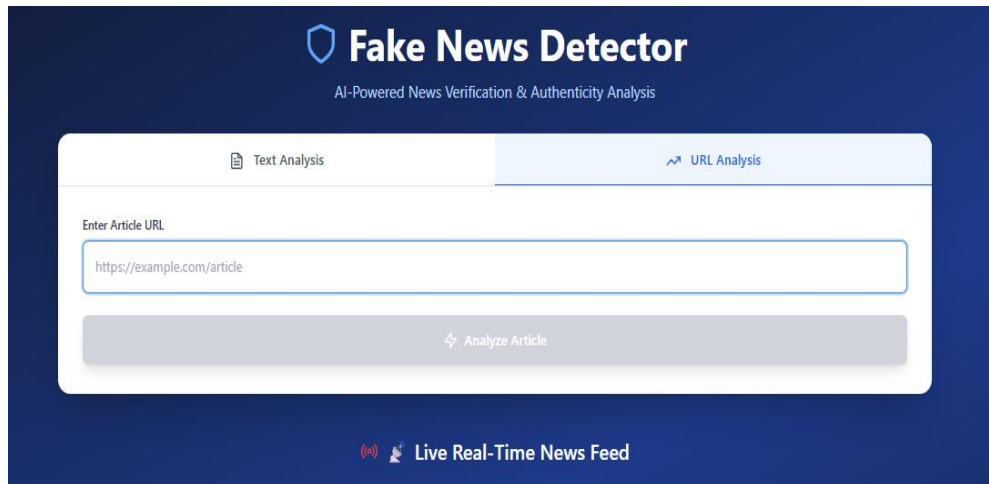 Fake News Detector
AI-Powered News Verification & Authenticity Analysis
Text Analysis
URL Analysis
Enter Article URL
https://example.com/article
Analyze Article
Live Real-Time News Feed